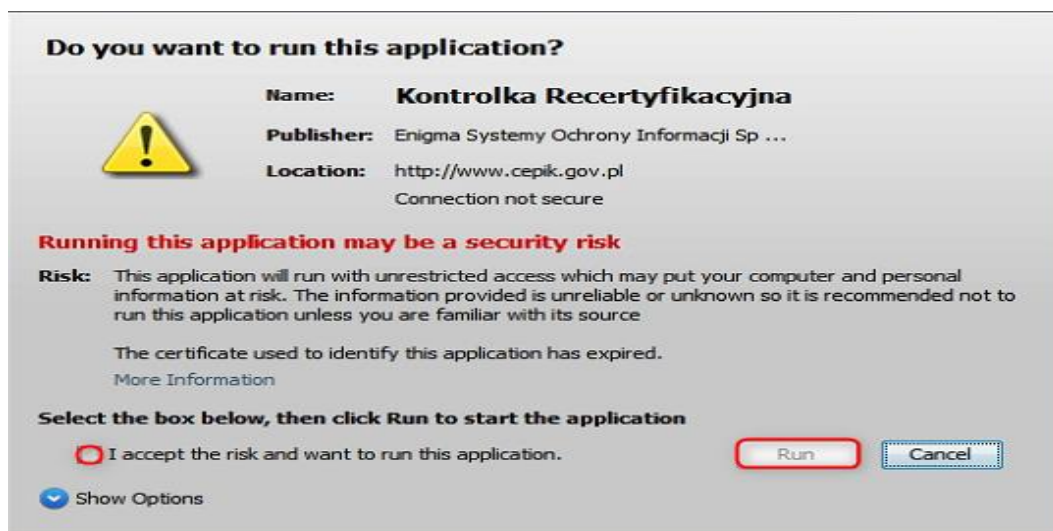 Do you want to run this application?
Name: Kontrolka Recertyfikacyjna
Publisher: Enigma Systemy Ochrony Informacji Sp ...
Location: http://www.cepik.gov.pl
Connection not secure
Running this application may be a security risk
Risk: This application will run with unrestricted access which may put your computer and personal
information at risk. The information provided is unreliable or unknown so it is recommended not to
run this application unless you are familiar with its source
The certificate used to identify this application has expired.
More Information
Select the box below, then click Run to start the application
I accept the risk and want to run this application.
Run Cancel
Show Options